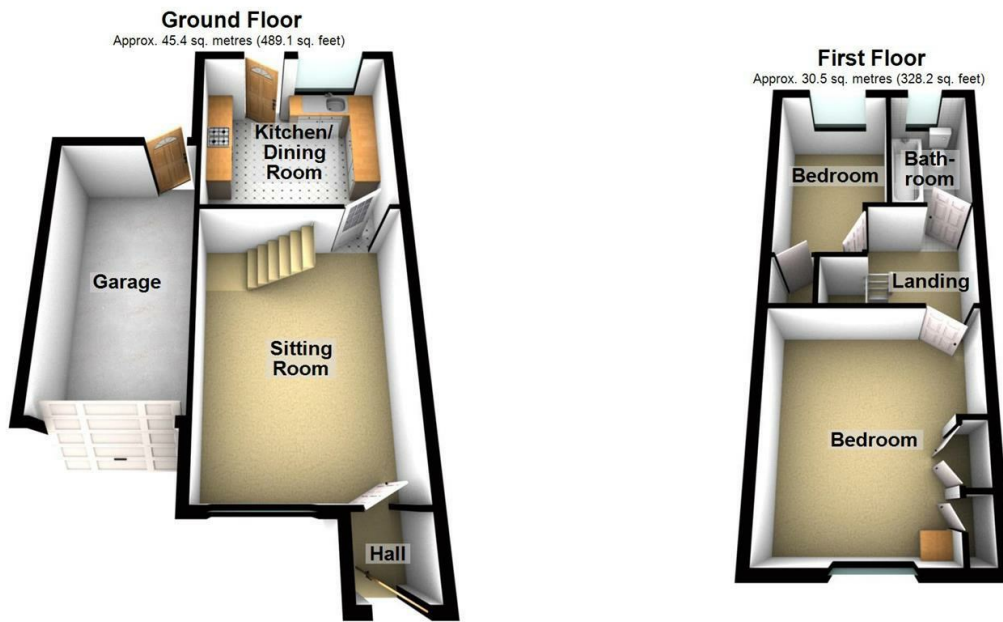 Ground Floor
Approx. 45.4 sq. metres (489.1 sq. feet)
Kitchen/
Dining
Room
Garage
Sitting
Room
Hall
First Floor
Approx. 30.5 sq. metres (328.2 sq. feet)
Bedroom
Bath-
room
Landing
Bedroom